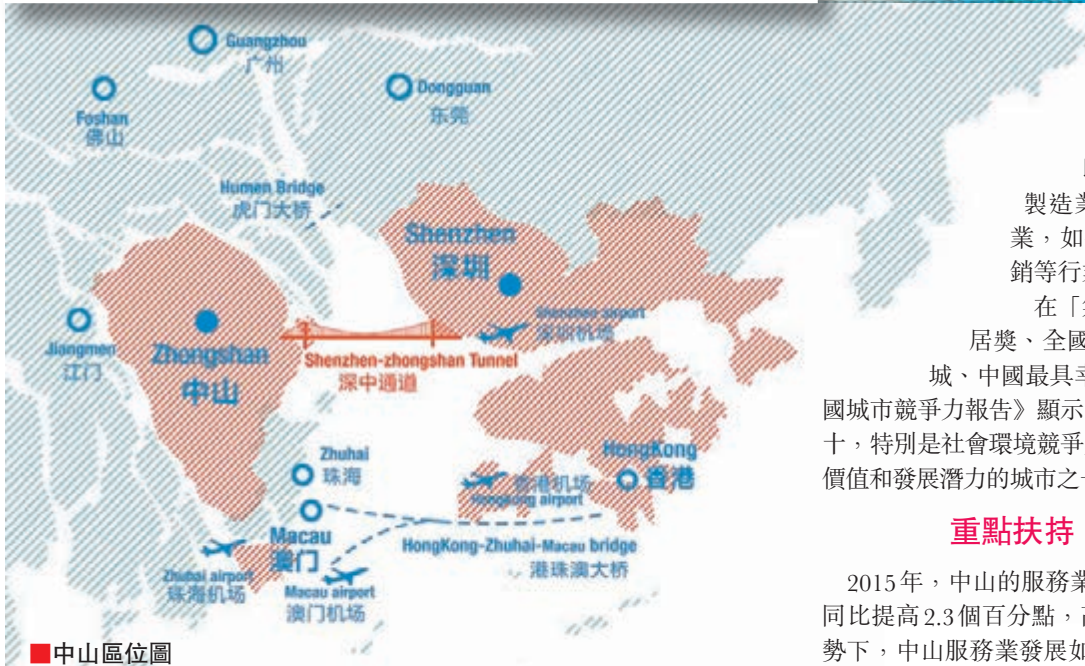 Guangzhou
广州
Dongguan
东莞
Foshan
佛山
Humen Bridge
虎门大桥
Shenzhen
深圳
Shenzhen airport
深圳机场
Jiangmen
江门
Zhongshan
中山
Shenzhen-zhongshan Tunnel
深中通道
Zhuhai
珠海
HongKong
香港
香港机场
Hongkong airport
Macau
澳门
HongKong-Zhuhai-Macau bridge
港珠澳大桥
Zhuhai airport
珠海机场
Macau airport
澳门机场
■中山區位圖
製造業
業,如
銷等行
在「
居獎、全國
城、中國最具
國城市競爭力報告》顯示
十,特別是社會環境競爭
價值和發展潛力的城市之
重點扶持
2015年,中山的服務業
同比提高2.3個百分點,
勢下,中山服務業發展如